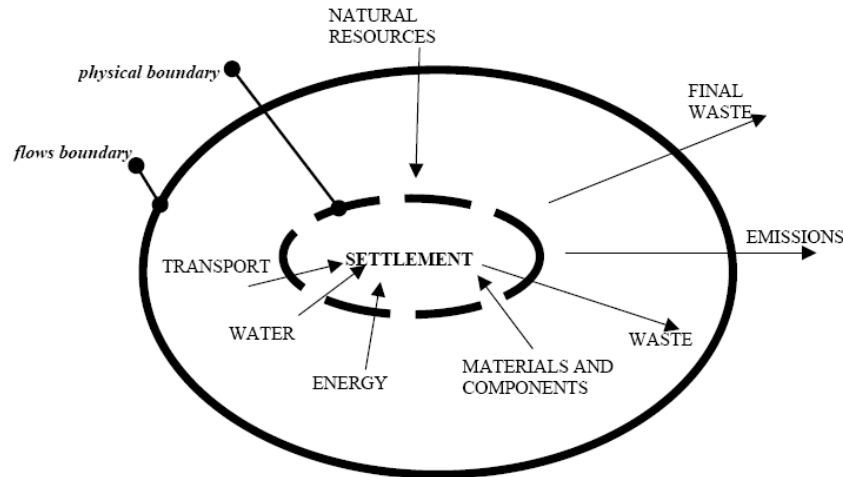 NATURAL
RESOURCES
physical boundary
FINAL
WASTE
flows boundary
EMISSIONS
SETTLEMENT
TRANSPORT
WATER
WASTE
ENERGY
MATERIALS AND
COMPONENTS